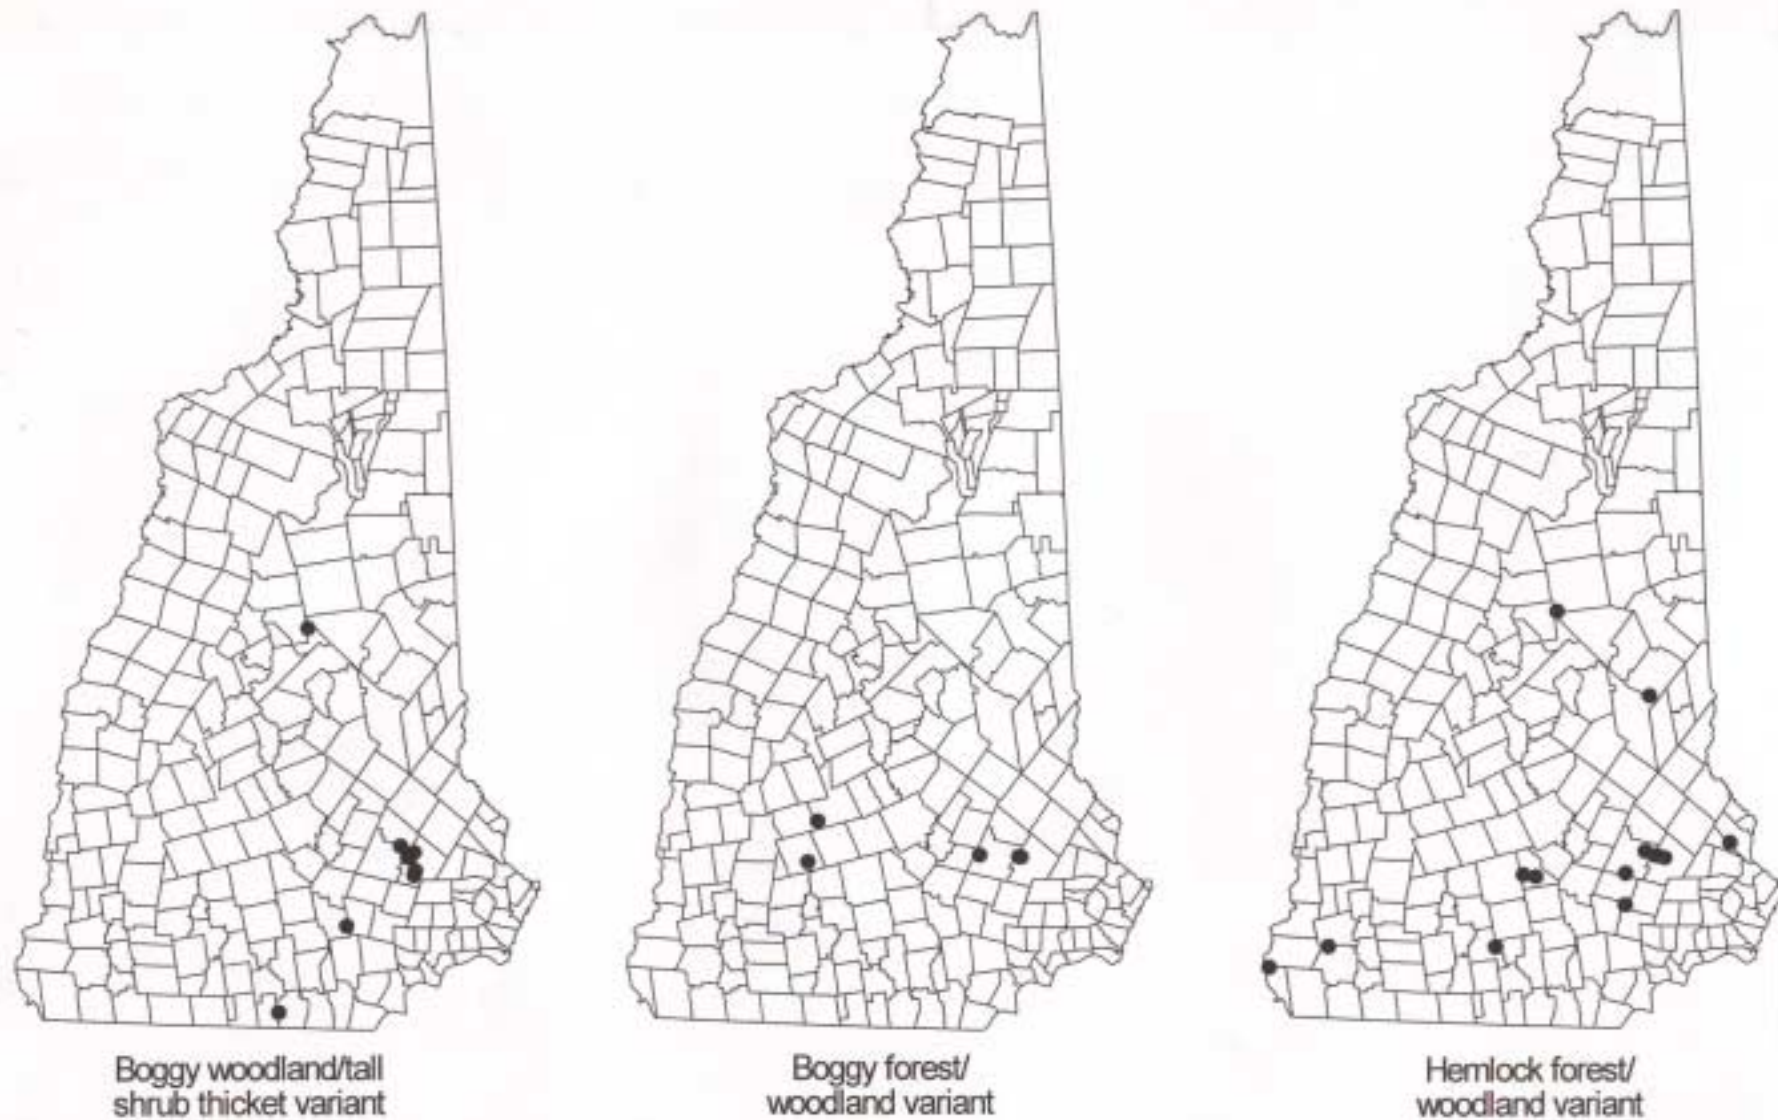 Boggy woodland/tall
shrub thicket variant
Boggy forest/
woodland variant
Hemlock forest/
woodland variant